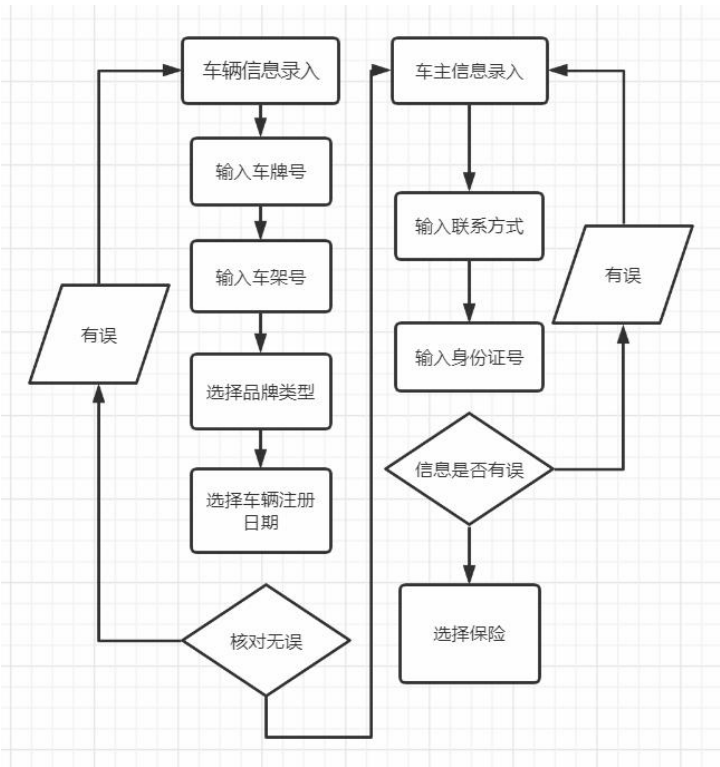 车辆信息录入
输入车牌号
输入车架号
有误
选择品牌类型
选择车辆注册
日期
核对无误
车主信息录入
输入联系方式
有误
输入身份证号
信息是否有误
选择保险